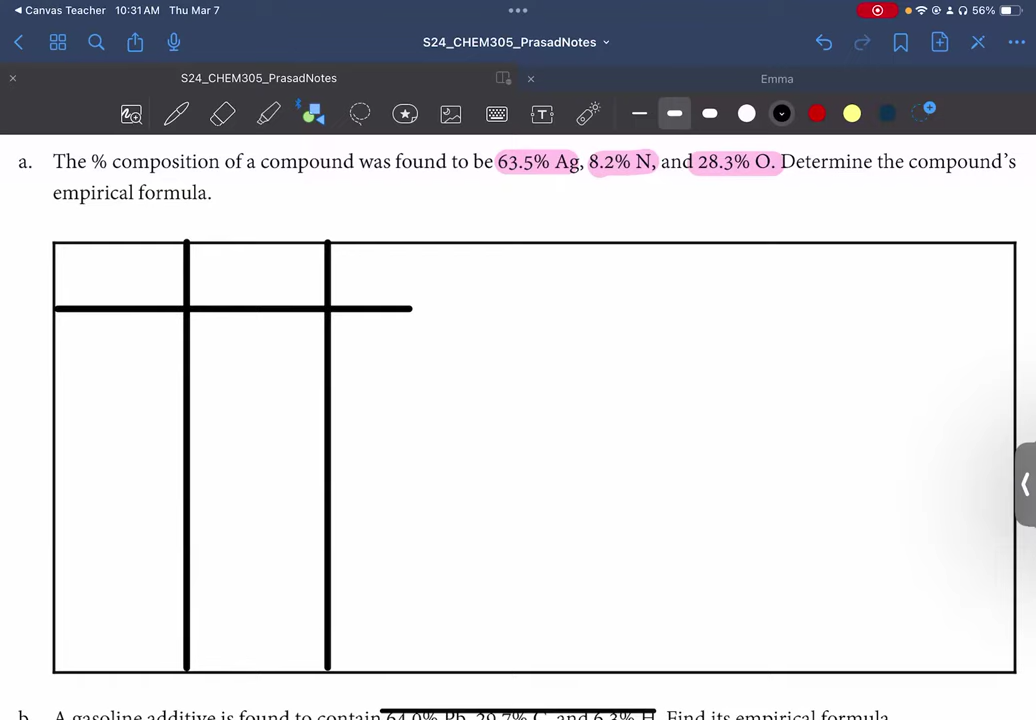 Canvas Teacher 10:31AM Thu Mar 7 56%
S24_CHEM305_PrasadNotes
S24_CHEM305_PrasadNotes Emma
a. The % composition of a compound was found to be 63.5% Ag, 8.2% N, and 28.3% O. Determine the compound's
empirical formula.
b. A gasoline additive is found to contain 64.0% Pb, 29.7% C, and 6.3% H. Find its empirical formula.